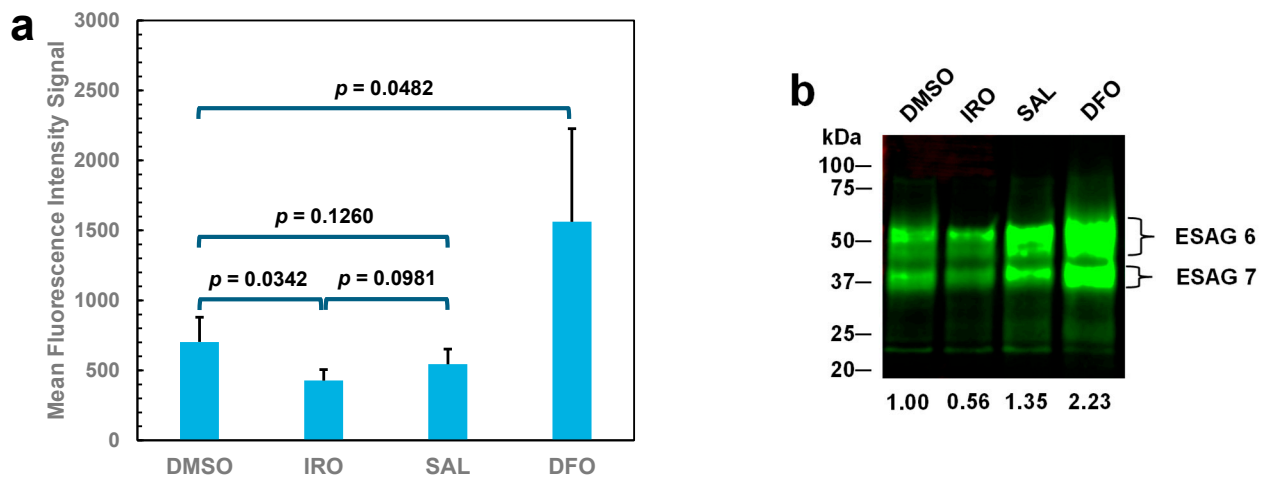 a
Mean Fluorescence Intensity Signal
3000
2500
2000
1500
1000
500
0
p = 0.0482
p = 0.1260
p = 0.0342
p = 0.0981
DMSO IRO SAL DFO
b
DMSO IRO SAL DFO
kDa
100—
75—
50—
37—
25—
20—
ESAG 6
ESAG 7
1.00 0.56 1.35 2.23